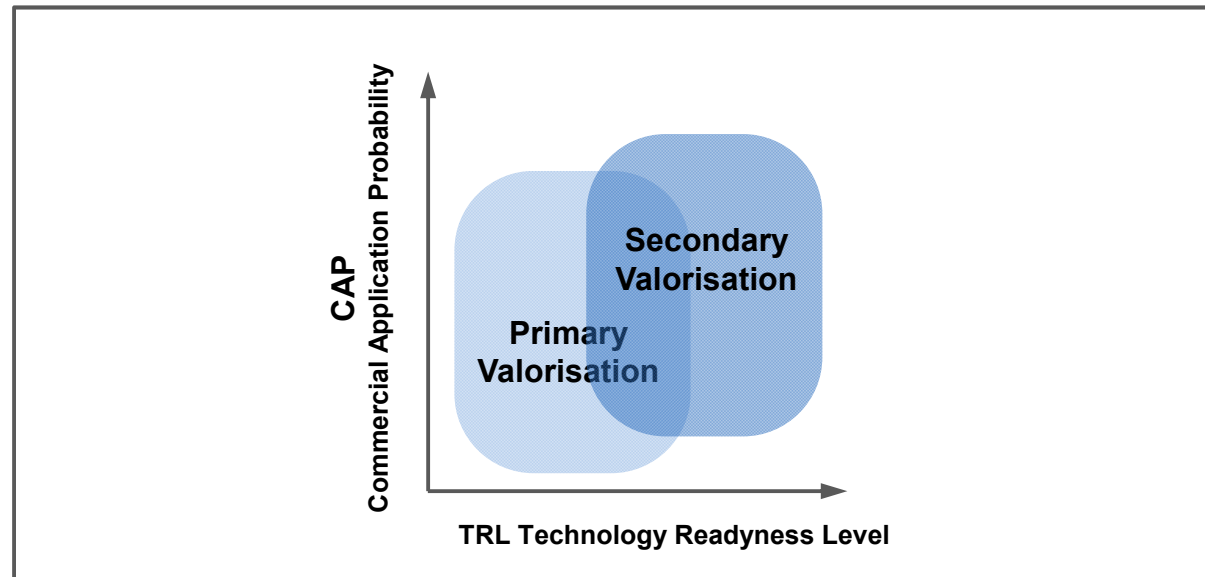 CAP
Commercial Application Probability
Secondary
Valorisation
Primary
Valorisation
TRL Technology Readyness Level